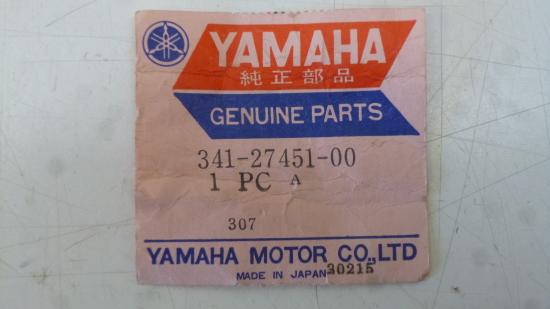 YAMAHA
純正部品
GENUINE PARTS
341-27451-00
1 PC A
307
YAMAHA MOTOR CO.,LTD
MADE IN JAPAN 30215